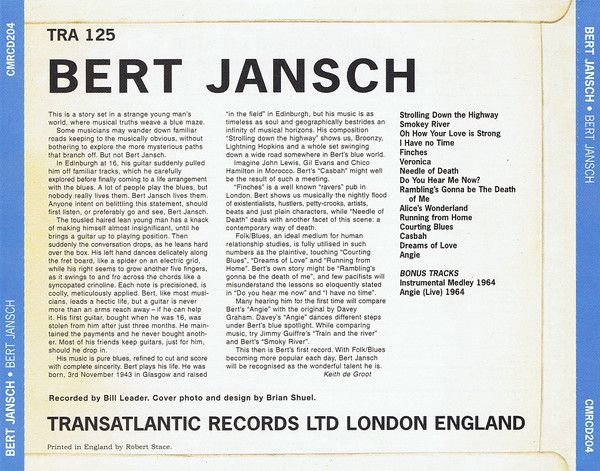 CMRCD204
BERT JANSCH • BERT JANSCH
TRA 125
BERT JANSCH
This is a story set in a strange young man's
world, where musical truths weave a blue maze.
Some musicians may wander down familiar
roads keeping to the musically obvious, without
bothering to explore the more mysterious paths
that branch off. But not Bert Jansch.
In Edinburgh at 16, his guitar suddenly pulled
him off familiar tracks, which he carefully
explored before finally coming to a life arrangement
with the blues. A lot of people play the blues, but
nobody really lives them. Bert Jansch lives them.
Anyone intent on belittling this statement, should
first listen, or preferably go and see, Bert Jansch.
The tousled haired lean young man has a knack
of making himself almost insignificant, until he
brings a guitar up to playing position. Then
suddenly the conversation drops, as he leans hard
over the box. His left hand dances delicately along
the fret board, like a spider on an electric grid,
while his right seems to grow another five fingers,
as it swings to and fro across the chords like a
syncopated crinoline. Each note is precisioned, is
coolly, meticulously applied. Bert, like most musi-
cians, leads a hectic life, but a guitar is never
more than an arms reach away – if he can help
it. His first guitar, bought when he was 16, was
stolen from him after just three months. He main-
tained the payments and he never bought anoth-
er. Most of his friends keep guitars, just for him,
should he drop in.
His music is pure blues, refined to cut and score
with complete sincerity. Bert plays his life. He was
born, 3rd November 1943 in Glasgow and raised
"in the field" in Edinburgh, but his music is as
timeless as soul and geographically bestrides an
infinity of musical horizons. His composition
"Strolling down the highway" shows us, Broonzy,
Lightning Hopkins and a whole set swinging
down a wide road somewhere in Bert's blue world.
Imagine John Lewis, Gil Evans and Chico
Hamilton in Morocco. Bert's "Casbah" might well
be the result of such a meeting.
"Finches" is a well known "ravers" pub in
London. Bert shows us musically the nightly flood
of existentialists, hustlers, petty-crooks, artists,
beats and just plain characters, while "Needle of
Death" deals with another facet of this scene: a
contemporary way of death.
Folk/Blues, an ideal medium for human
relationship studies, is fully utilised in such
numbers as the plaintive, touching "Courting
Blues", "Dreams of Love" and "Running from
Home". Bert's own story might be "Rambling's
gonna be the death of me", and few pacifists will
misunderstand the lessons so eloquently stated
in "Do you hear me now" and "I have no time".
Many hearing him for the first time will compare
Bert's "Angie" with the original by Davey
Graham. Davey's "Angie" dances different steps
under Bert's blue spotlight. While comparing
music, try Jimmy Guiffre's "Train and the river"
and Bert's "Smoky River".
This then is Bert's first record. With Folk/Blues
becoming more popular each day, Bert Jansch
will be recognised as the wonderful talent he is.
Keith de Groot
Strolling Down the Highway
Smokey River
Oh How Your Love is Strong
I Have no Time
Finches
Veronica
Needle of Death
Do You Hear Me Now?
Rambling's Gonna be The Death
of Me
Alice's Wonderland
Running from Home
Courting Blues
Casbah
Dreams of Love
Angie
BONUS TRACKS
Instrumental Medley 1964
Angie (Live) 1964
Recorded by Bill Leader. Cover photo and design by Brian Shuel.
TRANSATLANTIC RECORDS LTD LONDON ENGLAND
Printed in England by Robert Stace.
BERT JANSCH • BERT JANSCH
CMRCD204